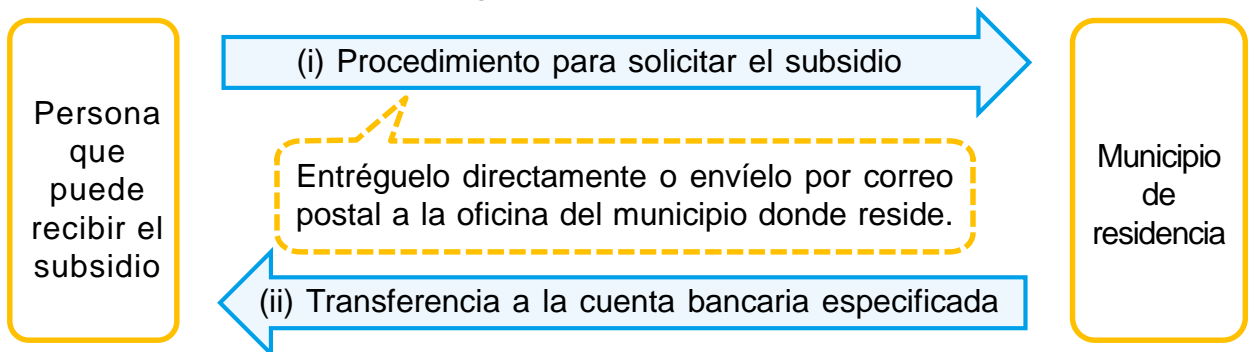 Persona
que
puede
recibir el
subsidio
(i) Procedimiento para solicitar el subsidio
Entréguelo directamente o envíelo por correo
postal a la oficina del municipio donde reside.
(ii) Transferencia a la cuenta bancaria especificada
Municipio
de
residencia